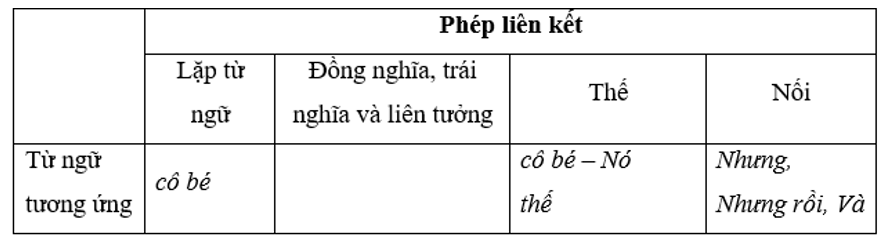 Phép liên kết
Lặp từ
ngữ
Đồng nghĩa, trái
nghĩa và liên tưởng
Thế
Nối
Từ ngữ
tương ứng
cô bé
cô bé – Nó
thế
Nhưng,
Nhưng rồi, Và